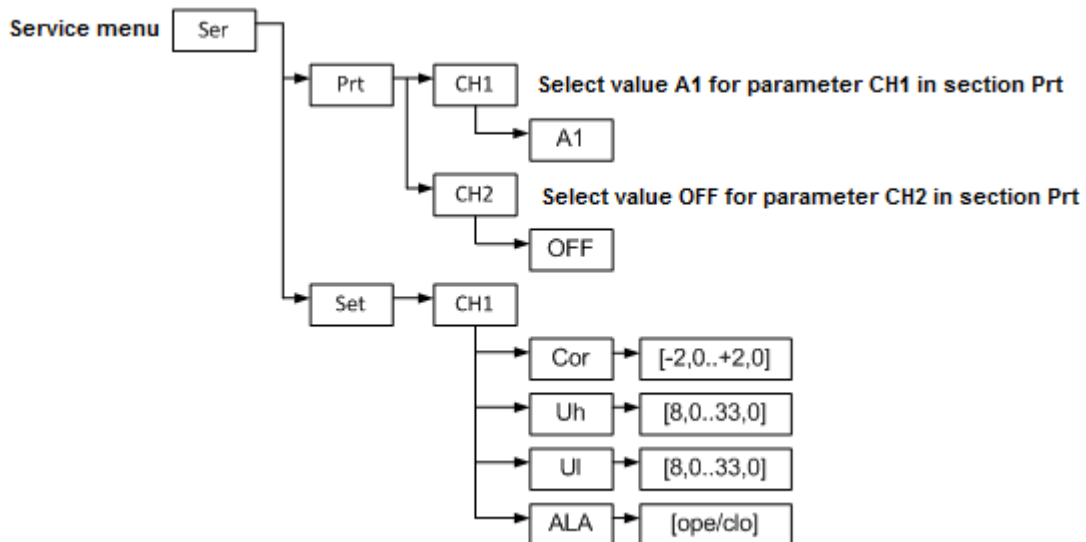 Service menu Ser
Prt CH1 Select value A1 for parameter CH1 in section Prt
A1
CH2 Select value OFF for parameter CH2 in section Prt
OFF
Set CH1
Cor [-2,0..+2,0]
Uh [8,0..33,0]
Ul [8,0..33,0]
ALA [ope/clo]